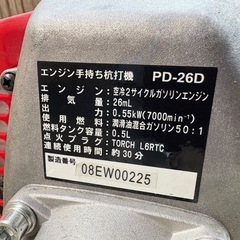 エンジン手持ち杭打機 PD-26D
エンジン:空冷2サイクルガソリンエンジン
排気量:26mL
出力:0.55kW(7000min⁻¹)
使用燃料:潤滑油混合ガソリン50:1
燃料タンク容量:0.5L
点火プラグ:TORCH L6RTC
連続使用時間:約30分
製造番号 08EW00225